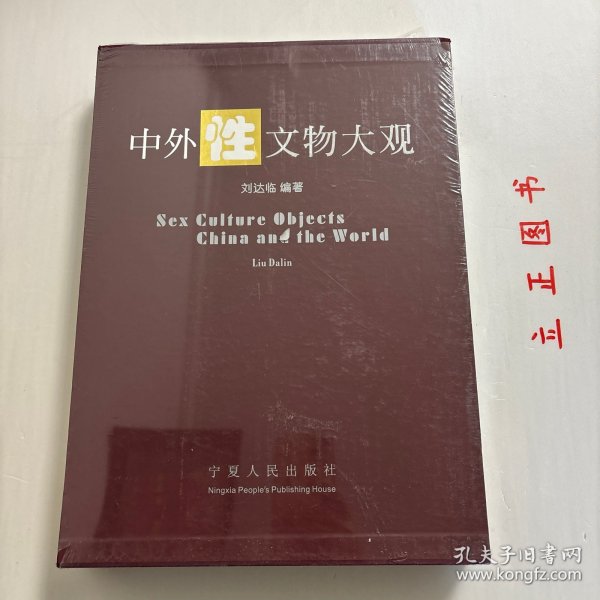 中外性文物大观
刘达临 编著
Sex Culture Objects
China and the World
Liu Dalin
宁夏人民出版社
Ningxia People's Publishing House
立正图书
孔夫子旧书网
www.kongfz.com